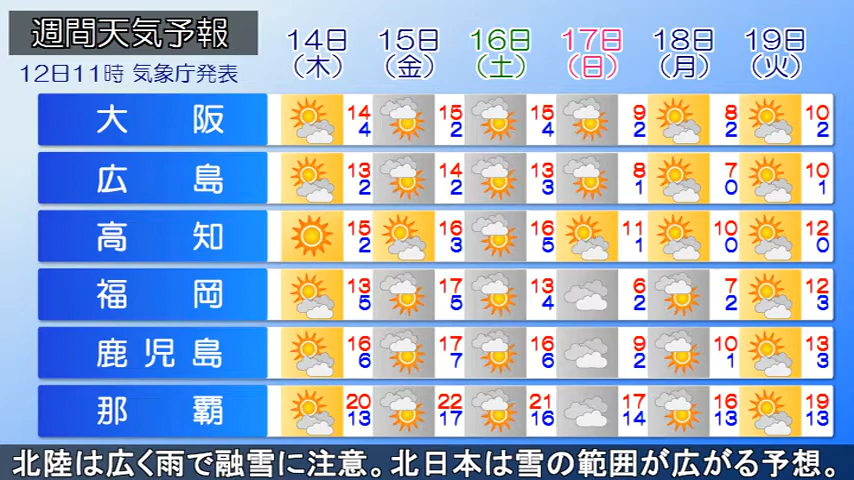 週間天気予報
12日11時 気象庁発表
14日 15日 16日 17日 18日 19日
(木) (金) (土) (日) (月) (火)
大阪 14 4 15 2 15 4 9 2 8 2 10 2
広島 13 2 14 2 13 3 8 1 7 0 10 1
高知 15 2 16 3 16 5 11 1 10 0 12 0
福岡 13 5 17 5 13 4 6 2 7 2 12 3
鹿児島 16 6 17 7 16 6 9 2 10 1 13 3
那覇 20 13 22 17 21 16 17 14 16 13 19 13
北陸は広く雨で融雪に注意。北日本は雪の範囲が広がる予想。